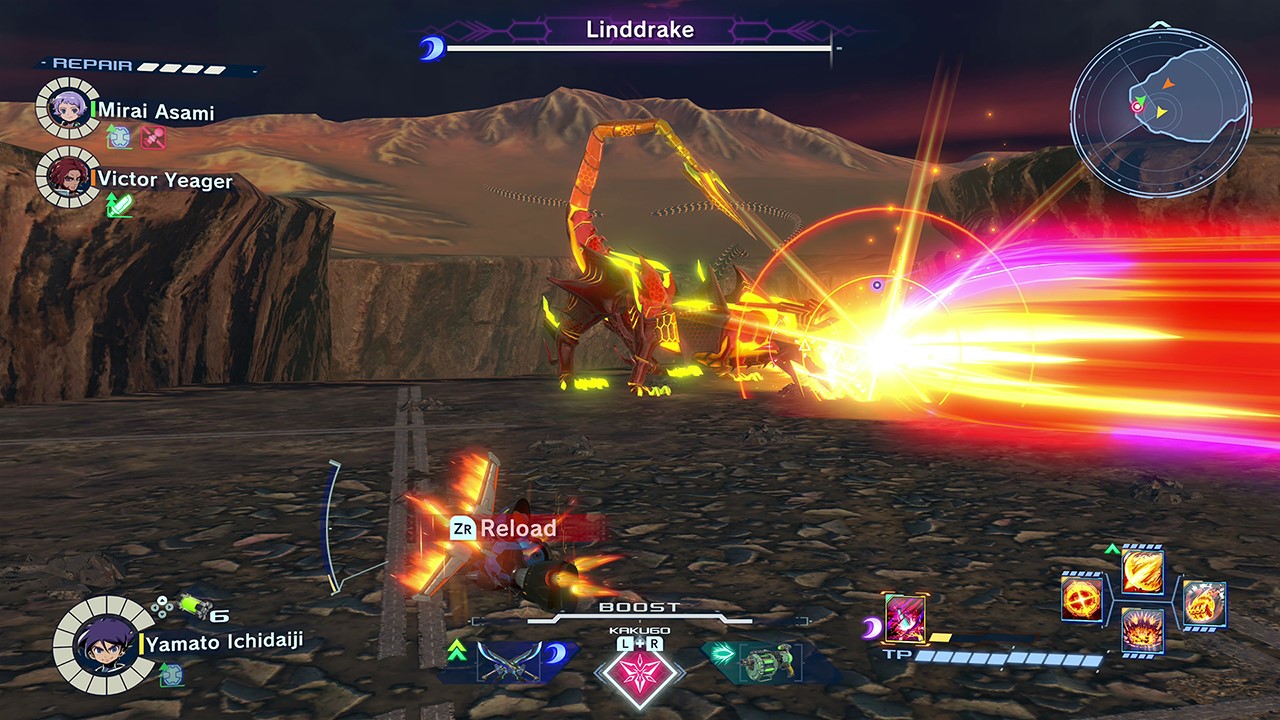 Linddrake
REPAIR
Mirai Asami
Victor Yeager
ZR Reload
6
Yamato Ichidaiji
BOOST
KAKUGO
L + R
TP